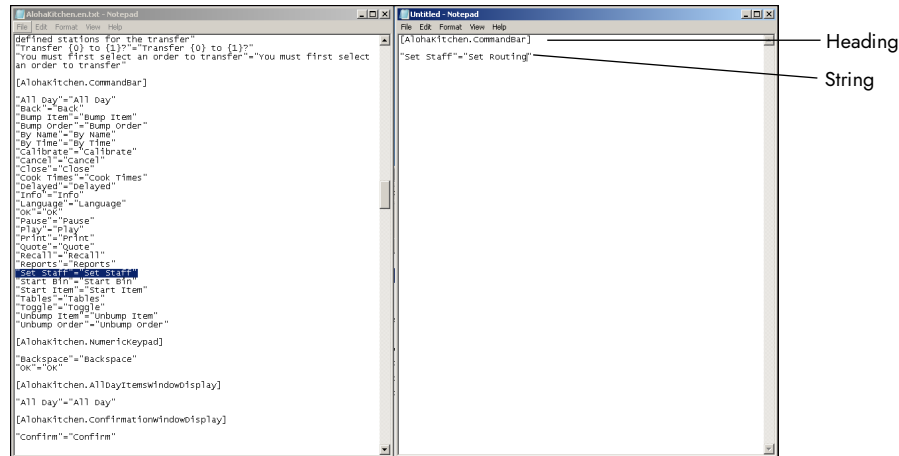 AlohaKitchen.en.txt - Notepad
File Edit Format View Help
defined stations for the transfer"
"Transfer {0} to {1}?"="Transfer {0} to {1}?"
"You must first select an order to transfer"="You must first select
an order to transfer"
[AlohaKitchen.CommandBar]
"All Day"="All Day"
"Back"="Back"
"Bump Item"="Bump Item"
"Bump Order"="Bump Order"
"By Name"="By Name"
"By Time"="By Time"
"Calibrate"="Calibrate"
"Cancel"="Cancel"
"Close"="Close"
"Cook Times"="Cook Times"
"Delayed"="Delayed"
"Info"="Info"
"Language"="Language"
"OK"="OK"
"Pause"="Pause"
"Play"="Play"
"Print"="Print"
"Quote"="Quote"
"Recall"="Recall"
"Reports"="Reports"
"Set Staff"="Set Staff"
"Start Bin"="Start Bin"
"Start Item"="Start Item"
"Tables"="Tables"
"Toggle"="Toggle"
"Unbump Item"="Unbump Item"
"Unbump Order"="Unbump Order"
[AlohaKitchen.NumericKeypad]
"Backspace"="Backspace"
"OK"="OK"
[AlohaKitchen.AllDayItemsWindowDisplay]
"All Day"="All Day"
[AlohaKitchen.ConfirmationWindowDisplay]
"Confirm"="Confirm"
Untitled - Notepad
File Edit Format View Help
[AlohaKitchen.CommandBar]
"Set Staff"="Set Routing"
Heading
String